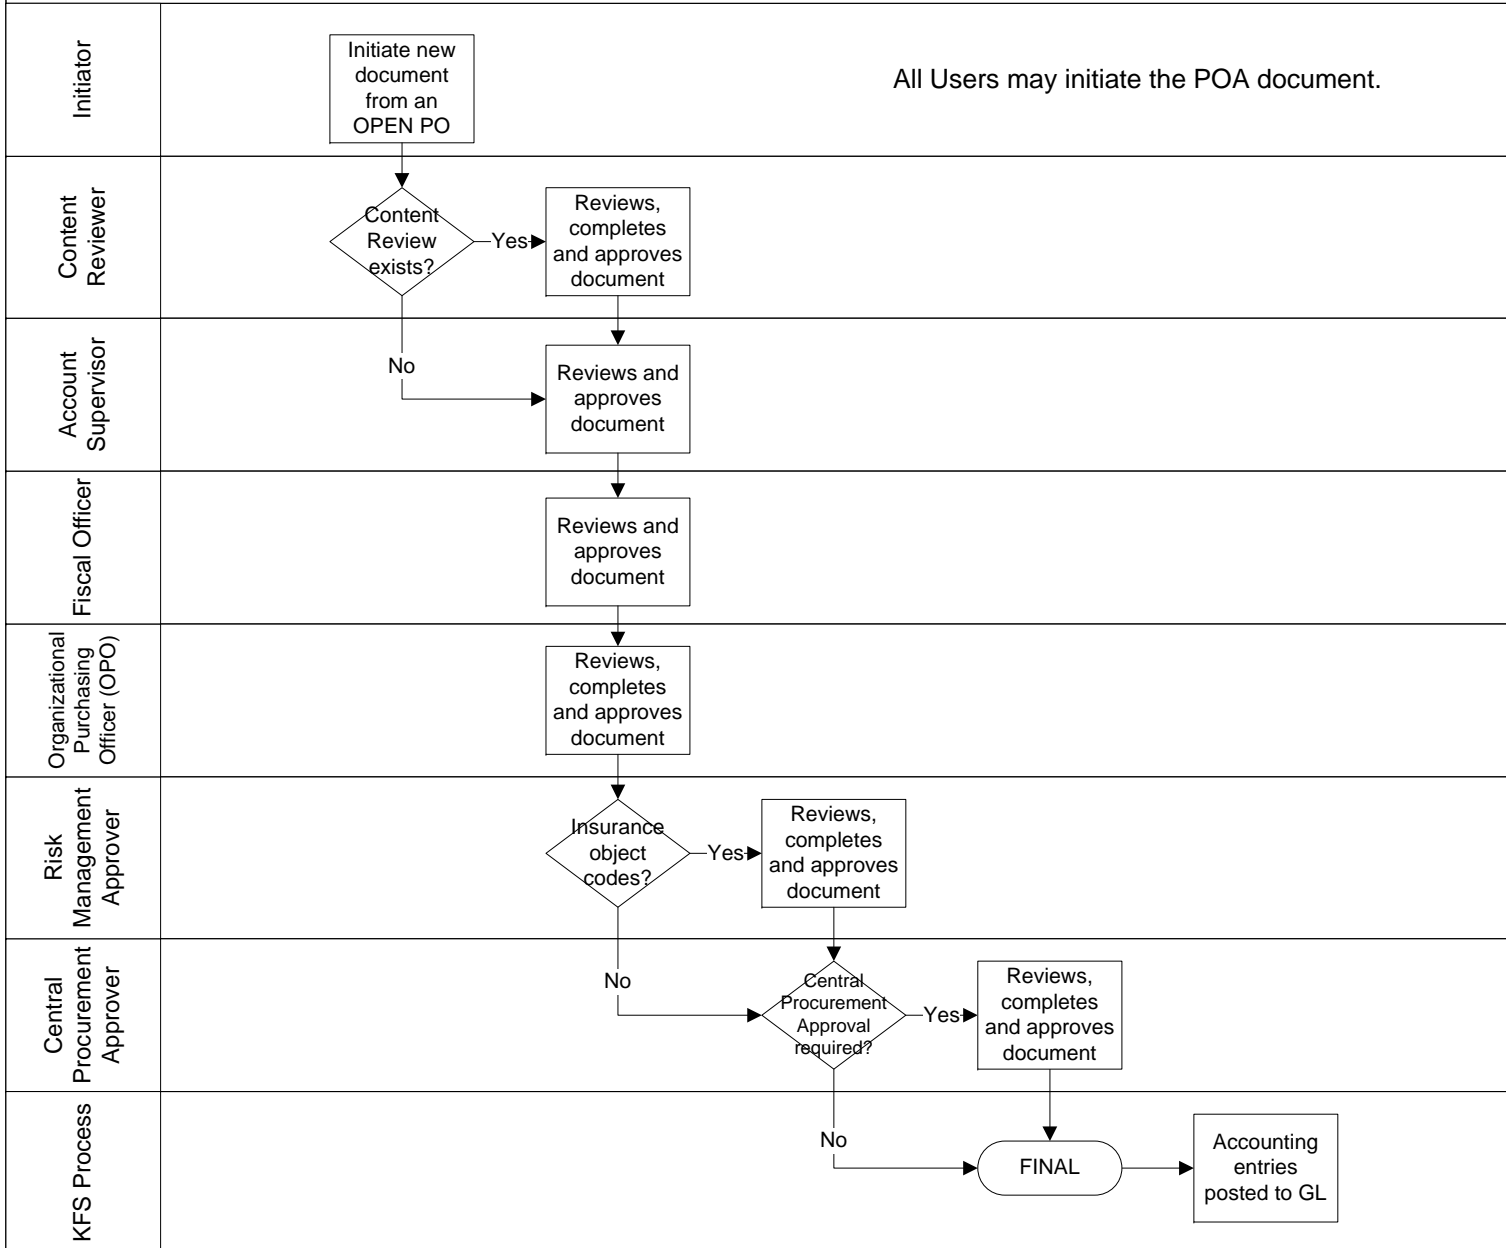 Initiator
Initiate new
document
from an
OPEN PO
All Users may initiate the POA document.
Content
Reviewer
Content
Review
exists?
Yes
Reviews,
completes
and approves
document
Account
Supervisor
No
Reviews and
approves
document
Fiscal Officer
Reviews and
approves
document
Organizational
Purchasing
Officer (OPO)
Reviews,
completes
and approves
document
Risk
Management
Approver
Insurance
object
codes?
Yes
Reviews,
completes
and approves
document
Central
Procurement
Approver
No
Central
Procurement
Approval
required?
Yes
Reviews,
completes
and approves
document
KFS Process
No
FINAL
Accounting
entries
posted to GL